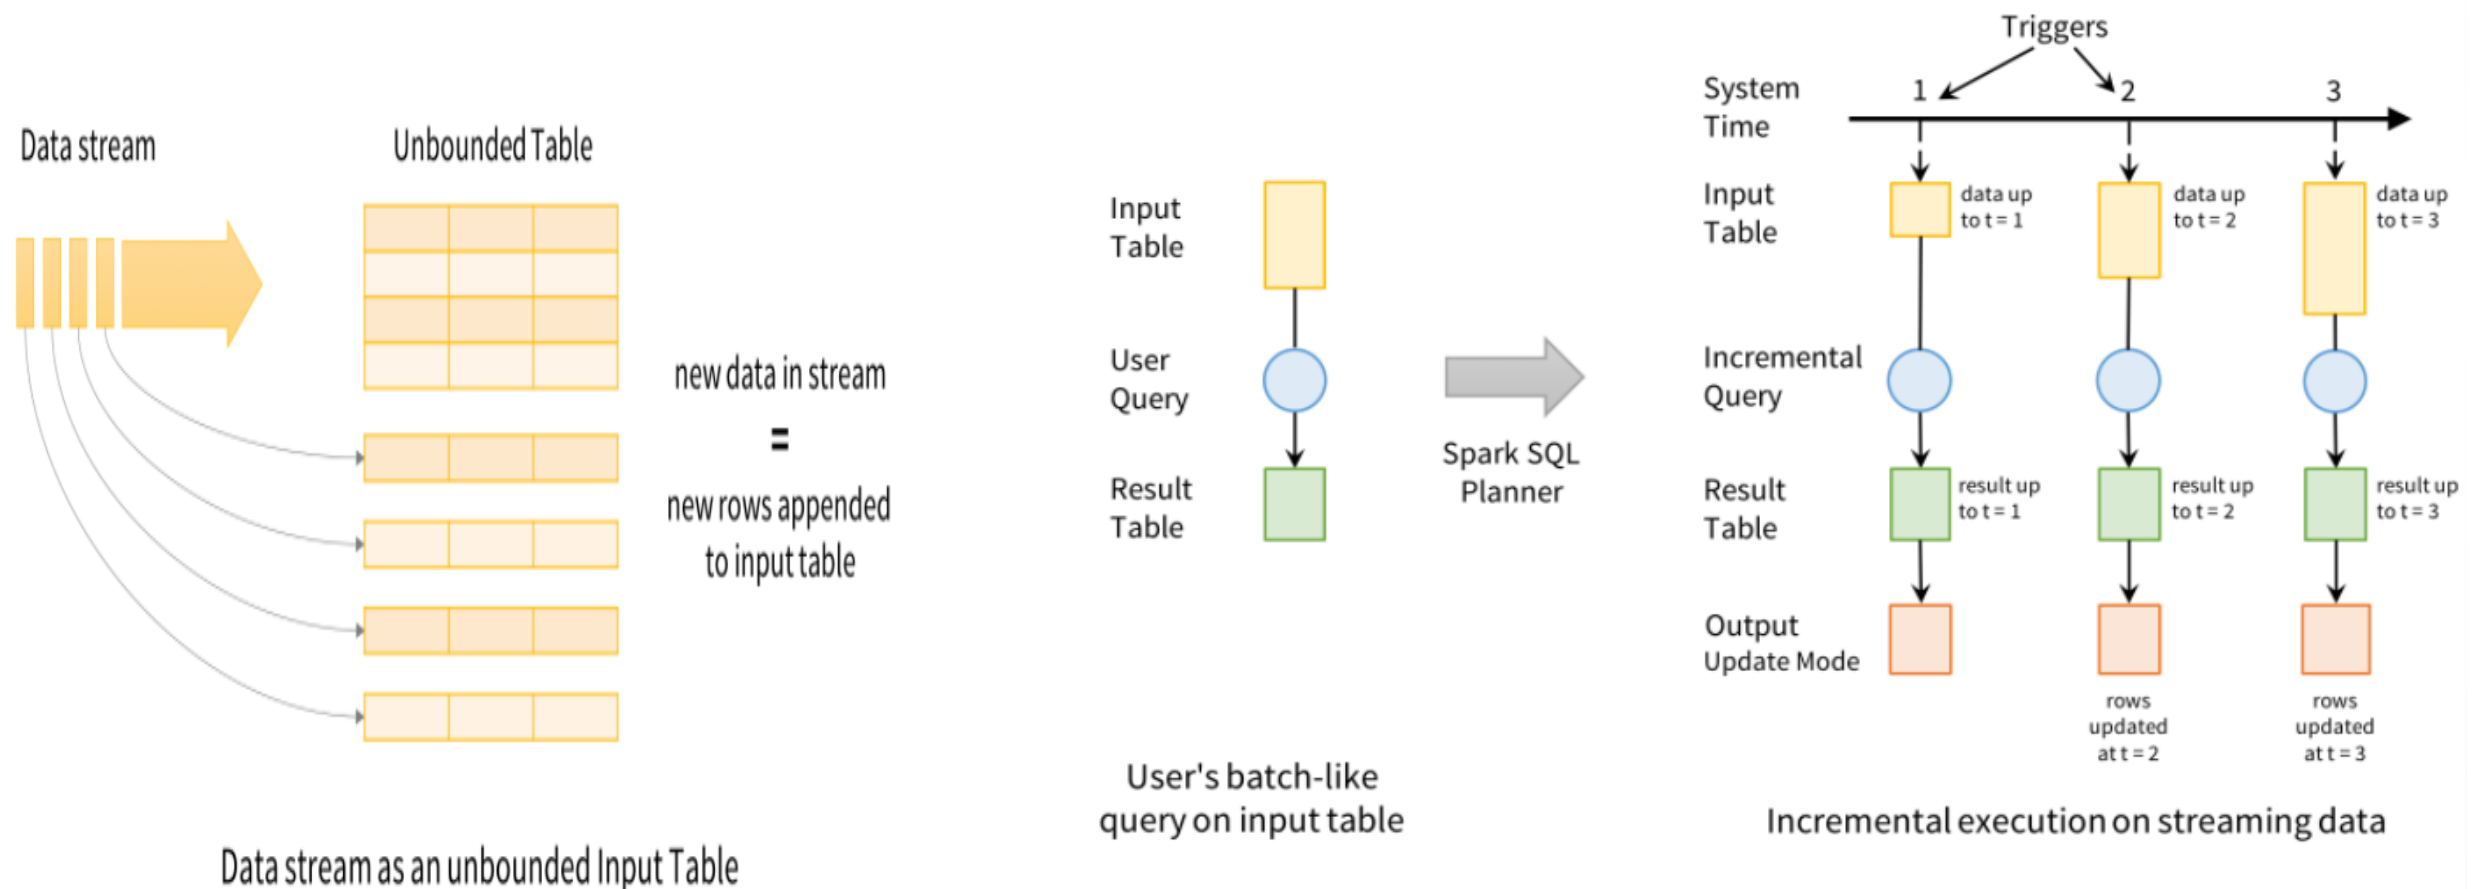 Data stream
Unbounded Table
new data in stream
=
new rows appended
to input table
Data stream as an unbounded Input Table
Input
Table
User
Query
Result
Table
User's batch-like
query on input table
Spark SQL
Planner
Triggers
System
Time
1
2
3
Input
Table
data up
to t = 1
data up
to t = 2
data up
to t = 3
Incremental
Query
Result
Table
result up
to t = 1
result up
to t = 2
result up
to t = 3
Output
Update Mode
rows
updated
at t = 2
rows
updated
at t = 3
Incremental execution on streaming data